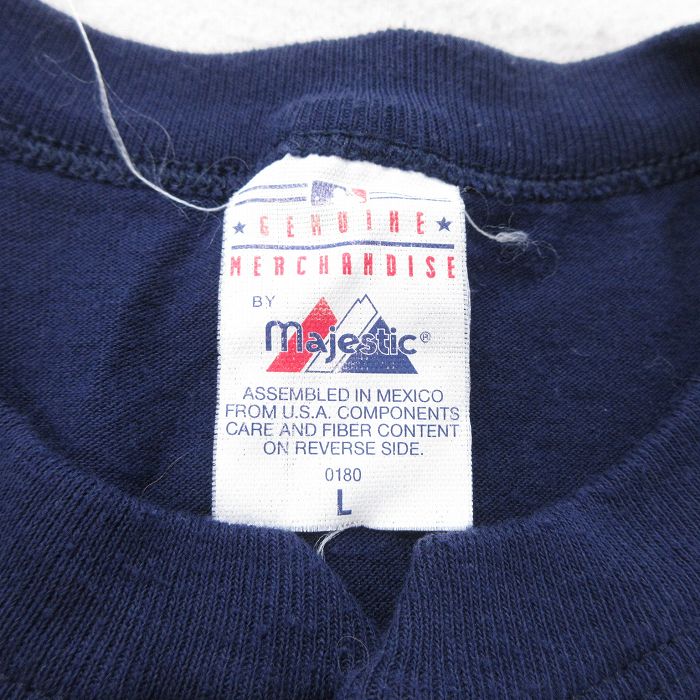 GENUINE
MERCHANDISE
BY
Majestic®
ASSEMBLED IN MEXICO
FROM U.S.A. COMPONENTS
CARE AND FIBER CONTENT
ON REVERSE SIDE.
0180
L